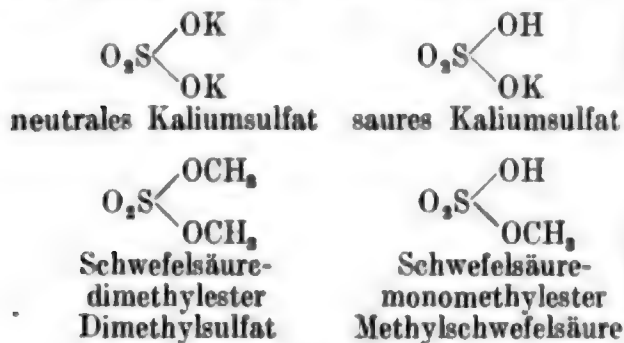 OK OH
O₂S O₂S
OK OK
neutrales Kaliumsulfat saures Kaliumsulfat
OCH₃ OH
O₂S O₂S
OCH₃ OCH₃
Schwefelsäure- Schwefelsäure-
dimethylester monomethylester
Dimethylsulfat Methylschwefelsäure